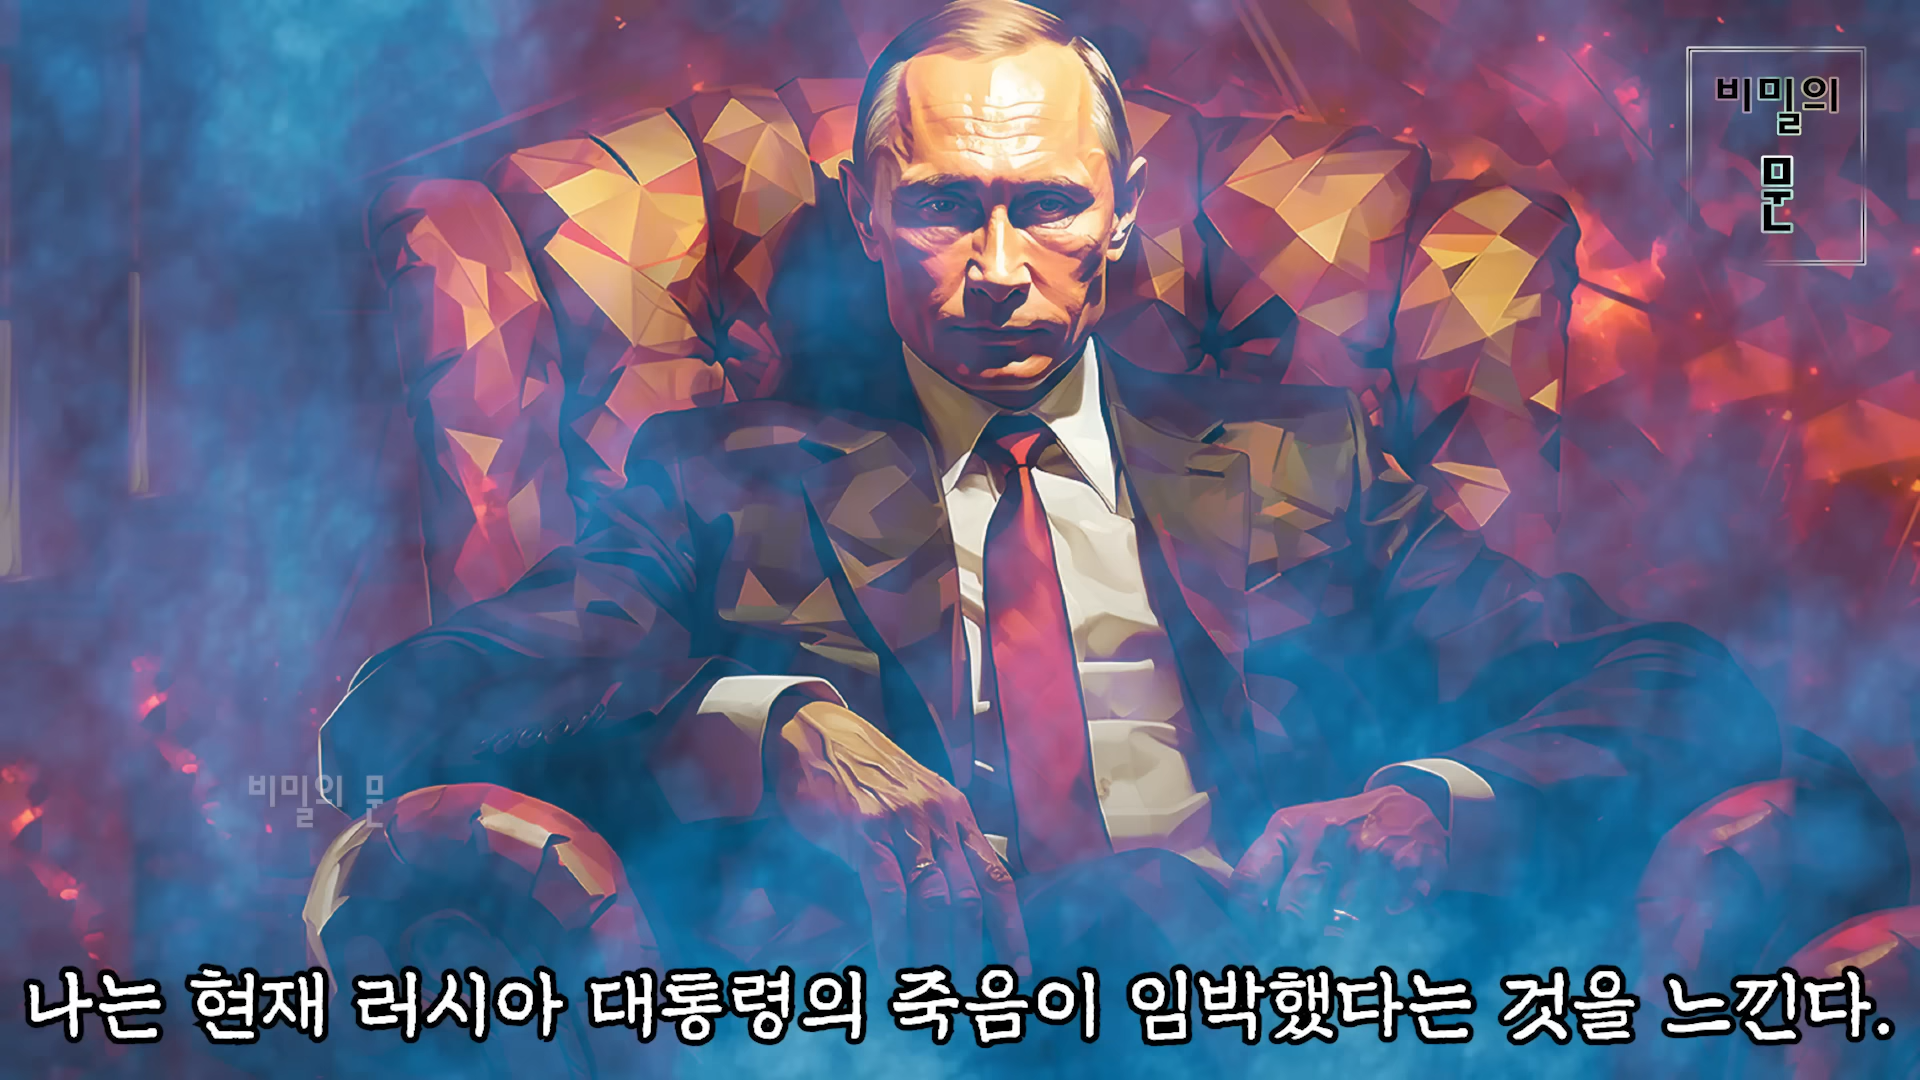 비밀의
문
비밀의 문
나는 현재 러시아 대통령의 죽음이 임박했다는 것을 느낀다.